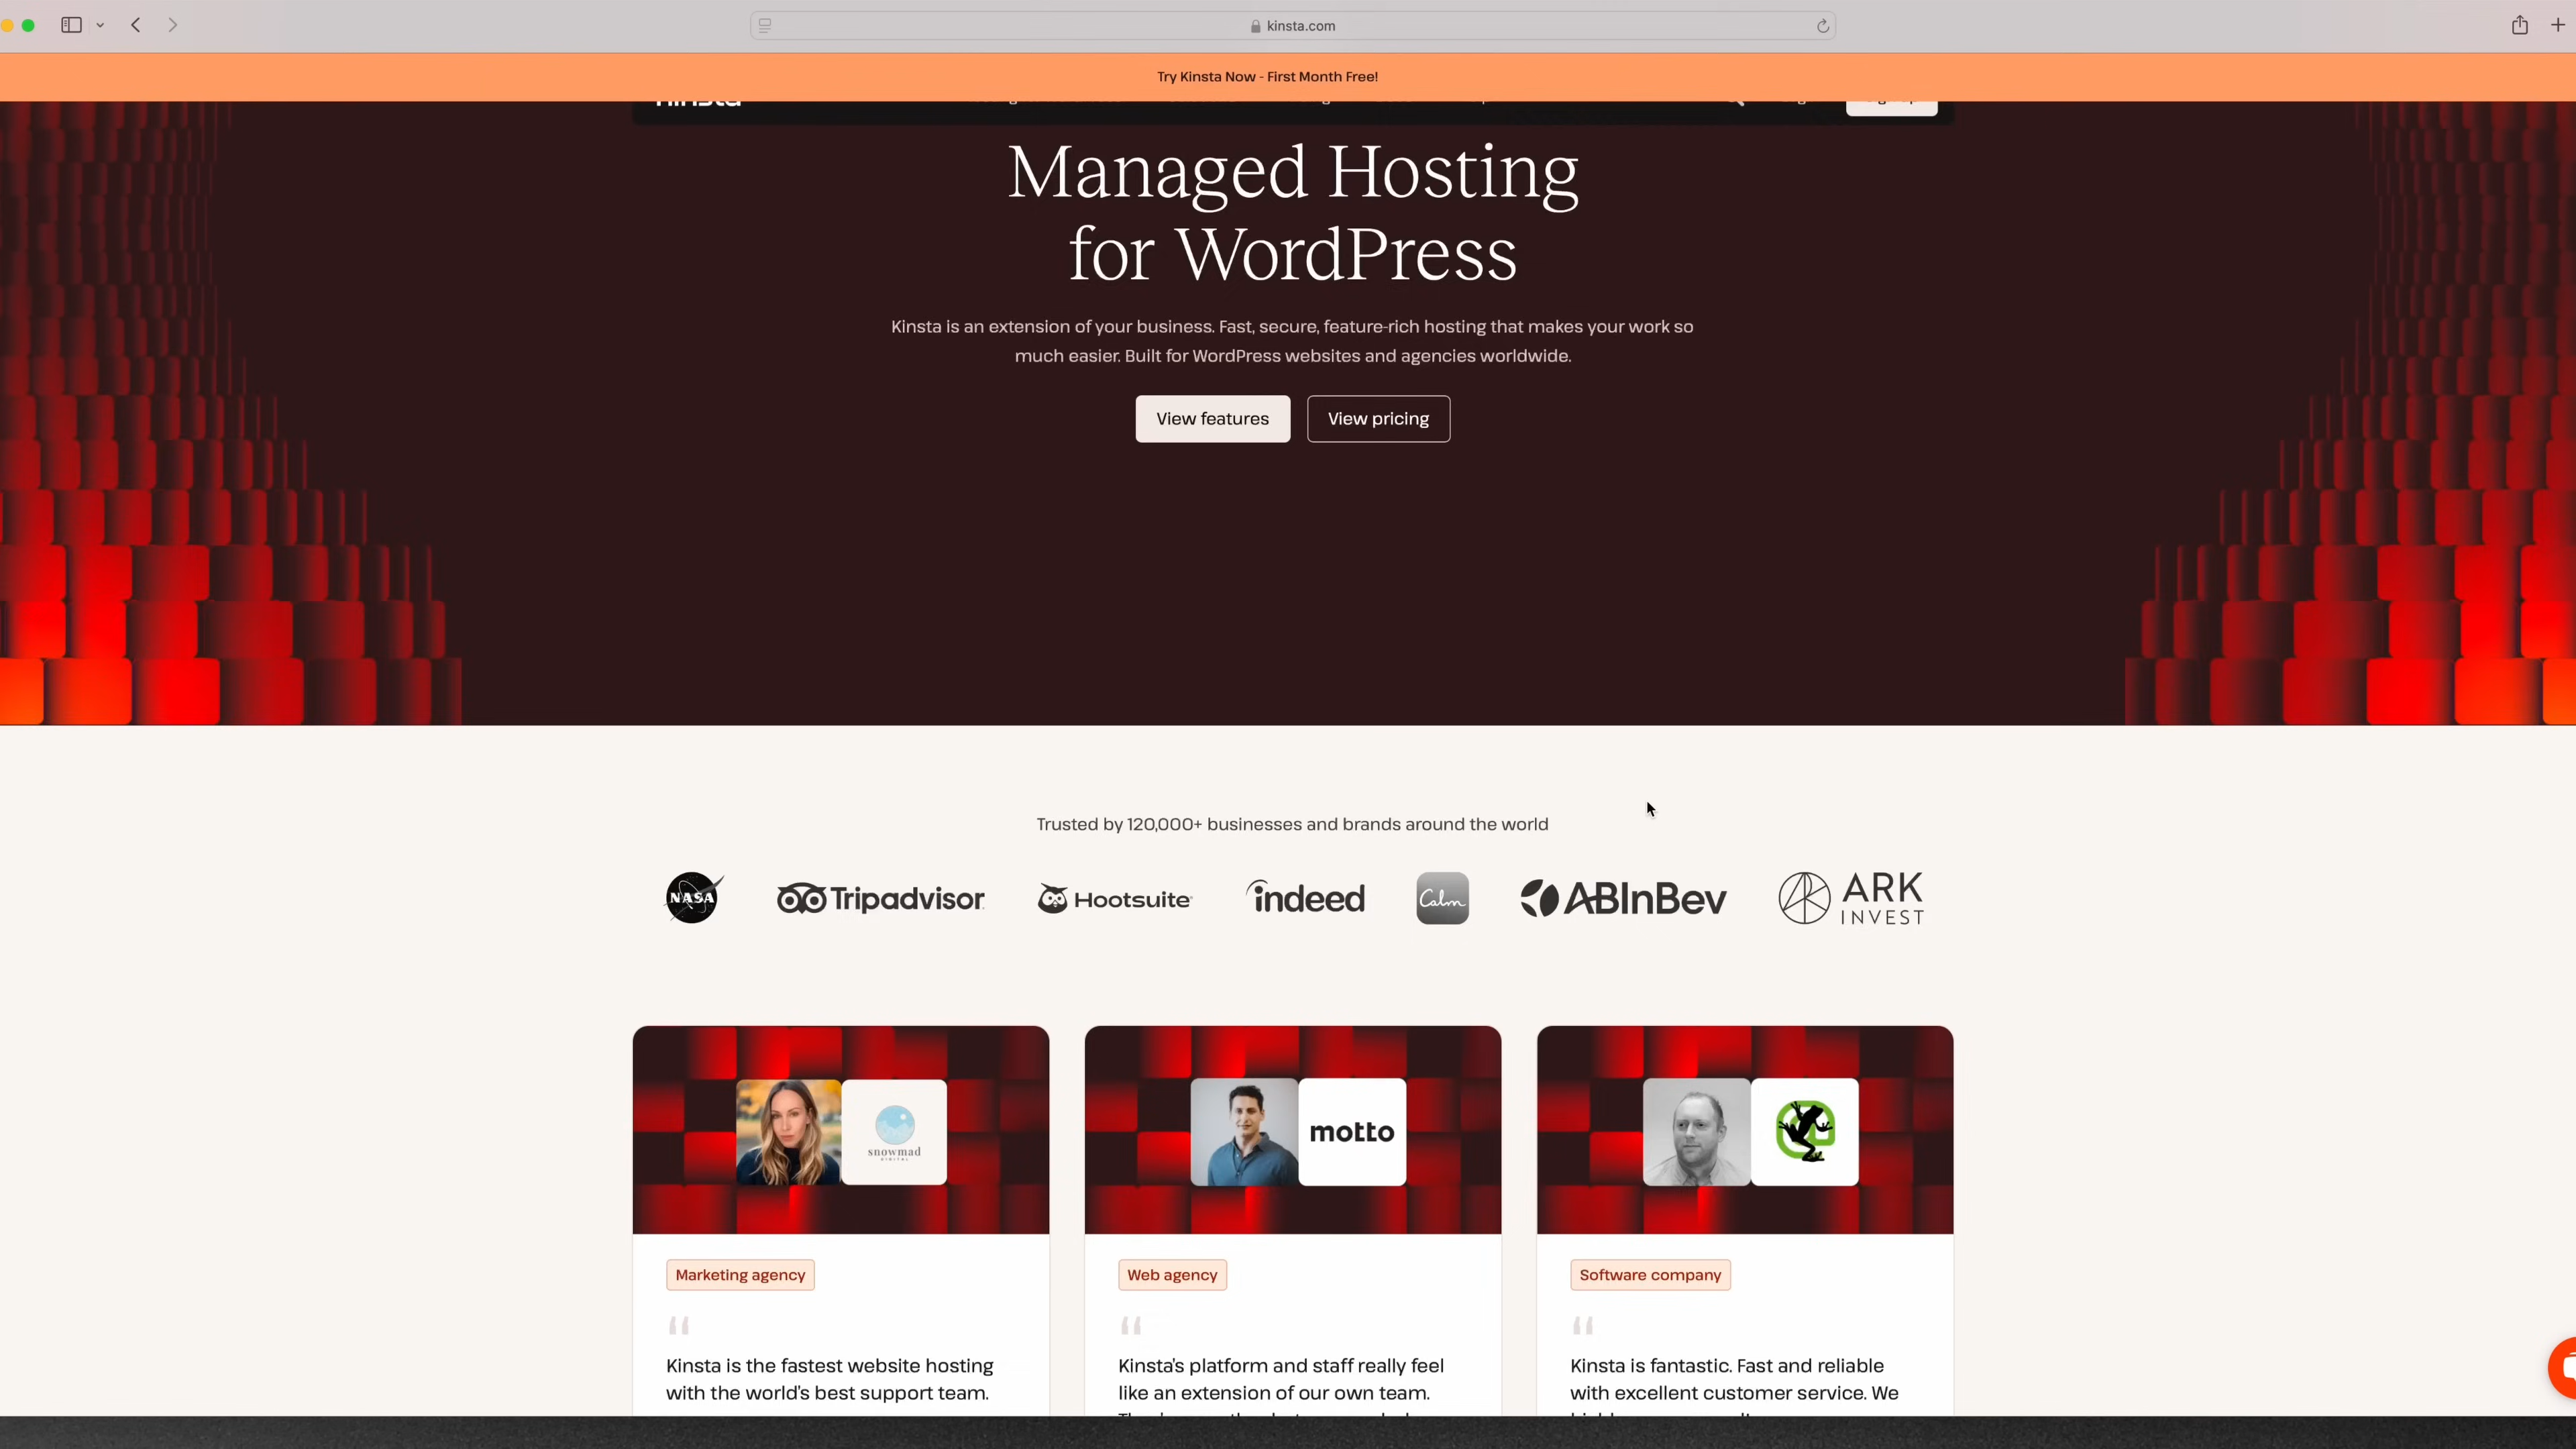 kinsta.com
Try Kinsta Now - First Month Free!
Kinsta
Managed Hosting
for WordPress
Kinsta is an extension of your business. Fast, secure, feature-rich hosting that makes your work so
much easier. Built for WordPress websites and agencies worldwide.
View features
View pricing
Trusted by 120,000+ businesses and brands around the world
NASA
Tripadvisor
Hootsuite
indeed
Calm
ABInBev
ARK
INVEST
snowmad
DIGITAL
motto
Marketing agency
Web agency
Software company
“
Kinsta is the fastest website hosting
with the world's best support team.
“
Kinsta's platform and staff really feel
like an extension of our own team.
“
Kinsta is fantastic. Fast and reliable
with excellent customer service. We